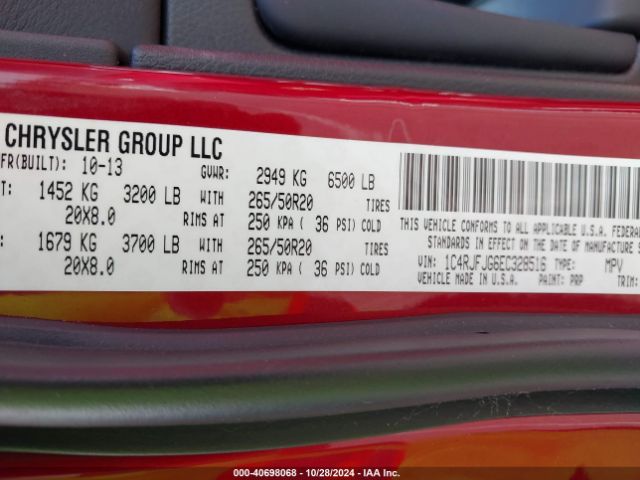 CHRYSLER GROUP LLC
FR(BUILT): 10-13 GVWR: 2949 KG 6500 LB
T: 1452 KG 3200 LB WITH 265/50R20 TIRES
20X8.0 RIMS AT 250 KPA ( 36 PSI) COLD
: 1679 KG 3700 LB WITH 265/50R20 TIRES
20X8.0 RIMS AT 250 KPA ( 36 PSI) COLD
THIS VEHICLE CONFORMS TO ALL APPLICABLE U.S.A. FEDERAL
STANDARDS IN EFFECT ON THE DATE OF MANUFACTURE S
VIN: 1C4RJFJG6EC328516 TYPE: MPV
VEHICLE MADE IN U.S.A. PAINT: PRP TRIM:
000-40698068 - 10/28/2024 - IAA Inc.